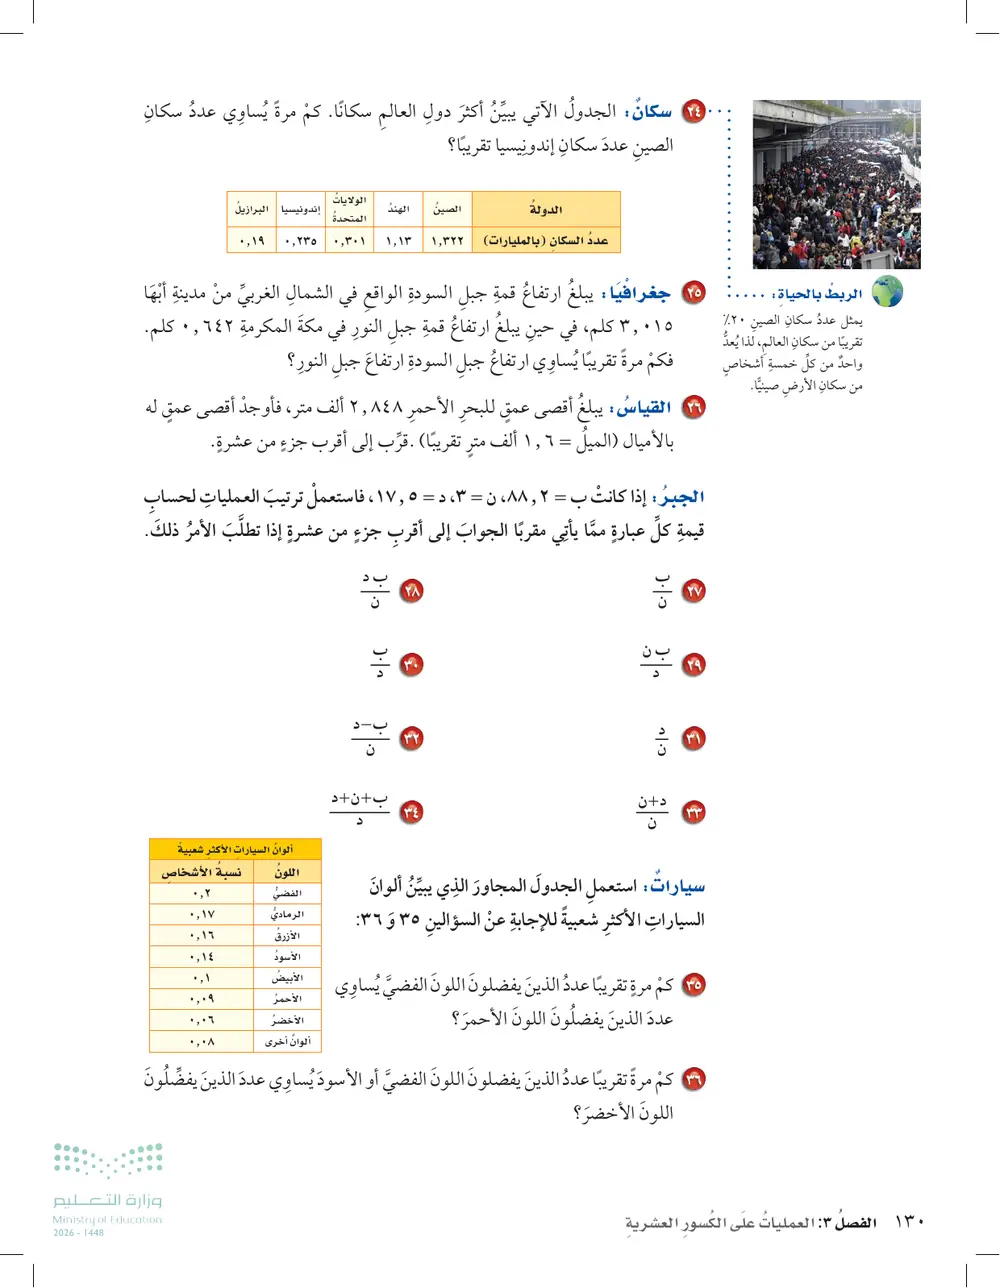 ٢٤ سكانٌ: الجدولُ الآتي يبيِّنُ أكثرَ دولِ العالمِ سكانًا. كمْ مرةً يُساوِي عددُ سكانِ
الصينِ عددَ سكانِ إندونِيسيا تقريبًا؟
الدولةُ الصينُ الهندُ الولاياتُ المتحدةُ إندونيسيا البرازيلُ
عددُ السكانِ (بالملياراتِ) ١,٣٢٢ ١,١٣ ٠,٣٠١ ٠,٢٣٥ ٠,١٩
الربطُ بالحياةِ:
يمثل عددُ سكانِ الصينِ ٢٠٪
تقريبًا من سكانِ العالمِ، لذا يُعدُّ
واحدٌ من كلِّ خمسةِ أشخاصٍ
من سكانِ الأرضِ صينيًّا.
٢٥ جغرافْيَا: يبلغُ ارتفاعُ قمةِ جبلِ السودةِ الواقعِ في الشمالِ الغربيِّ منْ مدينةِ أبْهَا
٣,٠١٥ كلم، في حينِ يبلغُ ارتفاعُ قمةِ جبلِ النورِ في مكةَ المكرمةِ ٠,٦٤٢ كلم.
فكمْ مرةً تقريبًا يُساوِي ارتفاعُ جبلِ السودةِ ارتفاعَ جبلِ النورِ؟
٢٦ القياسُ: يبلغُ أقصى عمقٍ للبحرِ الأحمرِ ٢,٨٤٨ ألف متر، فأوجدْ أقصى عمقٍ له
بالأميال (الميلُ = ١,٦ ألف مترٍ تقريبًا) .قرِّب إلى أقرب جزءٍ من عشرةٍ.
الجبرُ: إذا كانتْ ب = ٨٨,٢، ن = ٣، د = ١٧,٥، فاستعملْ ترتيبَ العملياتِ لحسابِ
قيمةِ كلِّ عبارةٍ ممَّا يأتِي مقربًا الجوابَ إلى أقربِ جزءٍ من عشرةٍ إذا تطلَّبَ الأمرُ ذلكَ.
٢٧ ب/ن ٢٨ ب د/ن
٢٩ ب ن/د ٣٠ ب/د
٣١ د/ن ٣٢ ب−د/ن
٣٣ د+ن/ن ٣٤ ب+ن+د/د
سياراتٌ: استعملِ الجدولَ المجاورَ الذِي يبيِّنُ ألوانَ
السياراتِ الأكثرِ شعبيةً للإجابةِ عنْ السؤالينِ ٣٥ وَ ٣٦:
ألوانُ السياراتِ الأكثرِ شعبيةً
اللونُ نسبةُ الأشخاصِ
الفضيُّ ٠,٢
الرماديُّ ٠,١٧
الأزرقُ ٠,١٦
الأسودُ ٠,١٤
الأبيضُ ٠,١
الأحمرُ ٠,٠٩
الأخضرُ ٠,٠٦
ألوانٌ أخرى ٠,٠٨
٣٥ كمْ مرةٍ تقريبًا عددُ الذينَ يفضلونَ اللونَ الفضيَّ يُساوِي
عددَ الذينَ يفضلُونَ اللونَ الأحمرَ؟
٣٦ كمْ مرةً تقريبًا عددُ الذينَ يفضلونَ اللونَ الفضيَّ أو الأسودَ يُساوِي عددَ الذينَ يفضِّلُونَ
اللونَ الأخضرَ؟
وزارة التعـــليم
Ministry of Education
2026 - 1448
١٣٠ الفصلُ ٣: العملياتُ علَى الكُسورِ العشريةِ